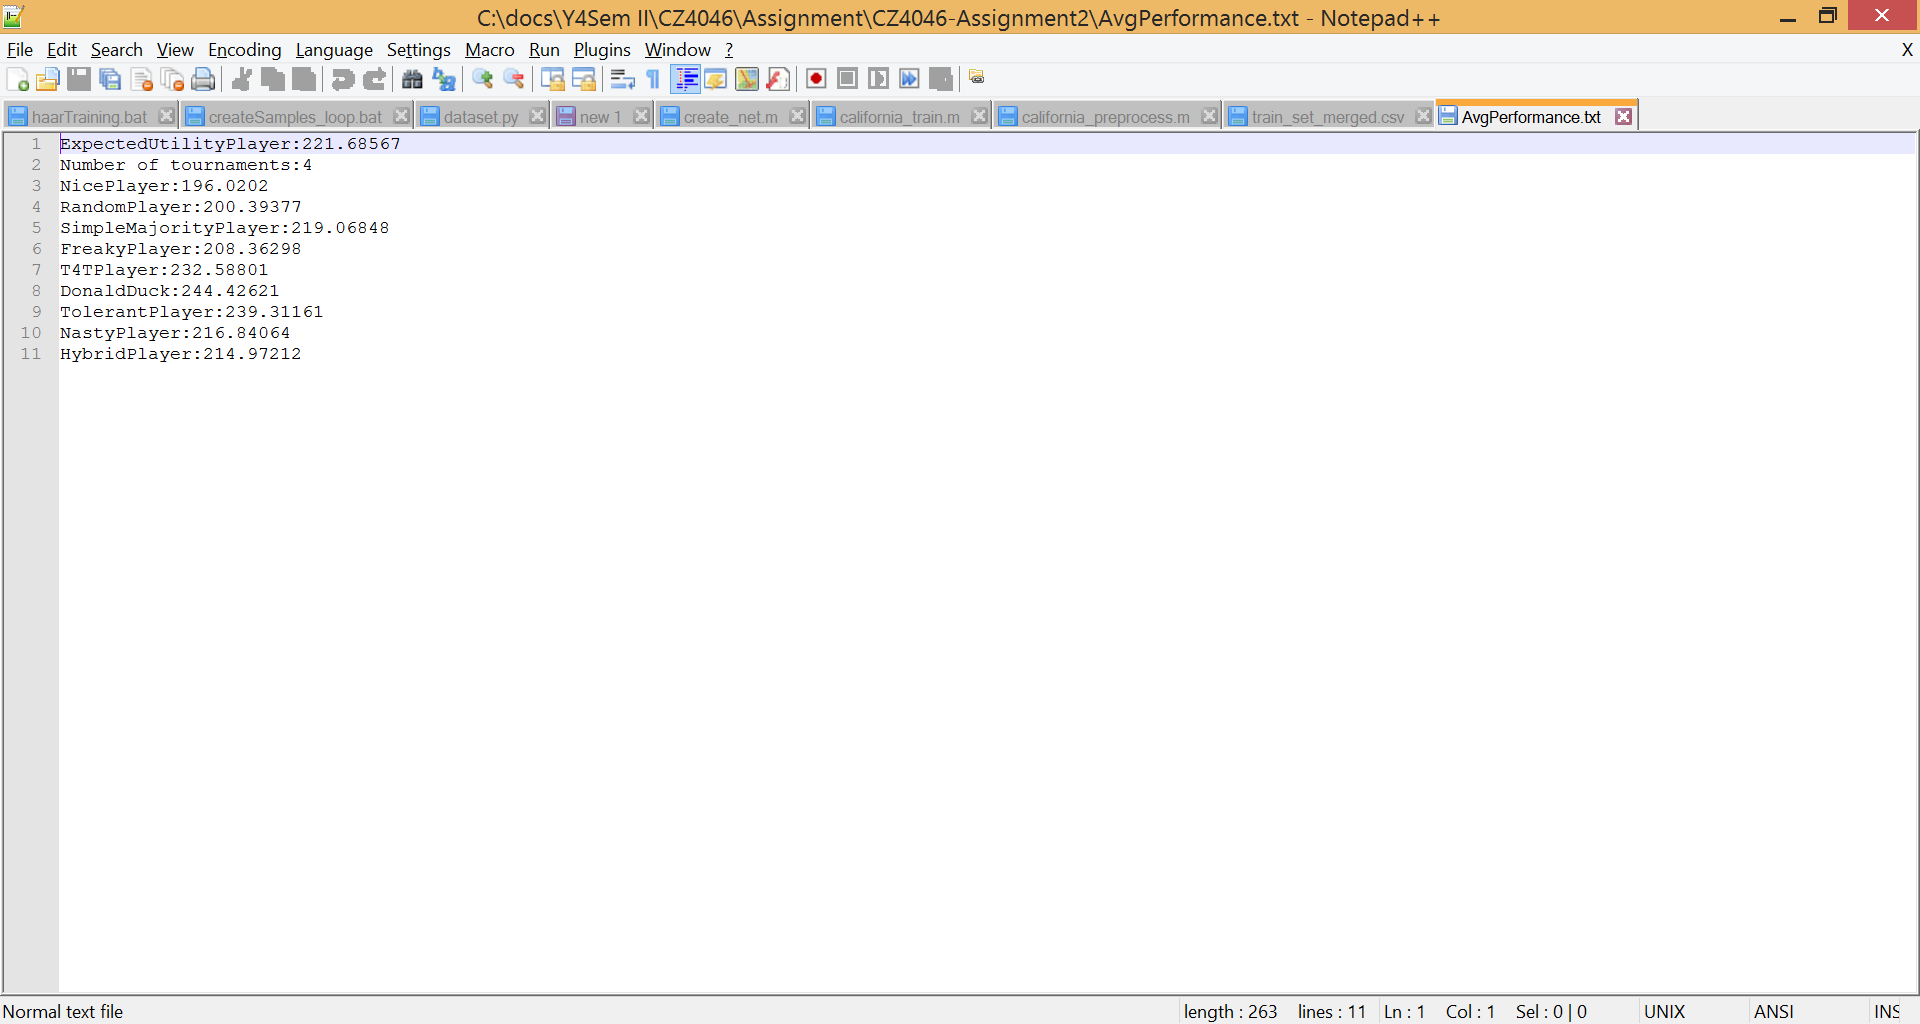 C:\docs\Y4Sem II\CZ4046\Assignment\CZ4046-Assignment2\AvgPerformance.txt - Notepad++
File Edit Search View Encoding Language Settings Macro Run Plugins Window ? X
haarTraining.bat createSamples_loop.bat dataset.py new 1 create_net.m california_train.m california_preprocess.m train_set_merged.csv AvgPerformance.txt
1 ExpectedUtilityPlayer:221.68567
2 Number of tournaments:4
3 NicePlayer:196.0202
4 RandomPlayer:200.39377
5 SimpleMajorityPlayer:219.06848
6 FreakyPlayer:208.36298
7 T4TPlayer:232.58801
8 DonaldDuck:244.42621
9 TolerantPlayer:239.31161
10 NastyPlayer:216.84064
11 HybridPlayer:214.97212
Normal text file length : 263 lines : 11 Ln : 1 Col : 1 Sel : 0 | 0 UNIX ANSI INS